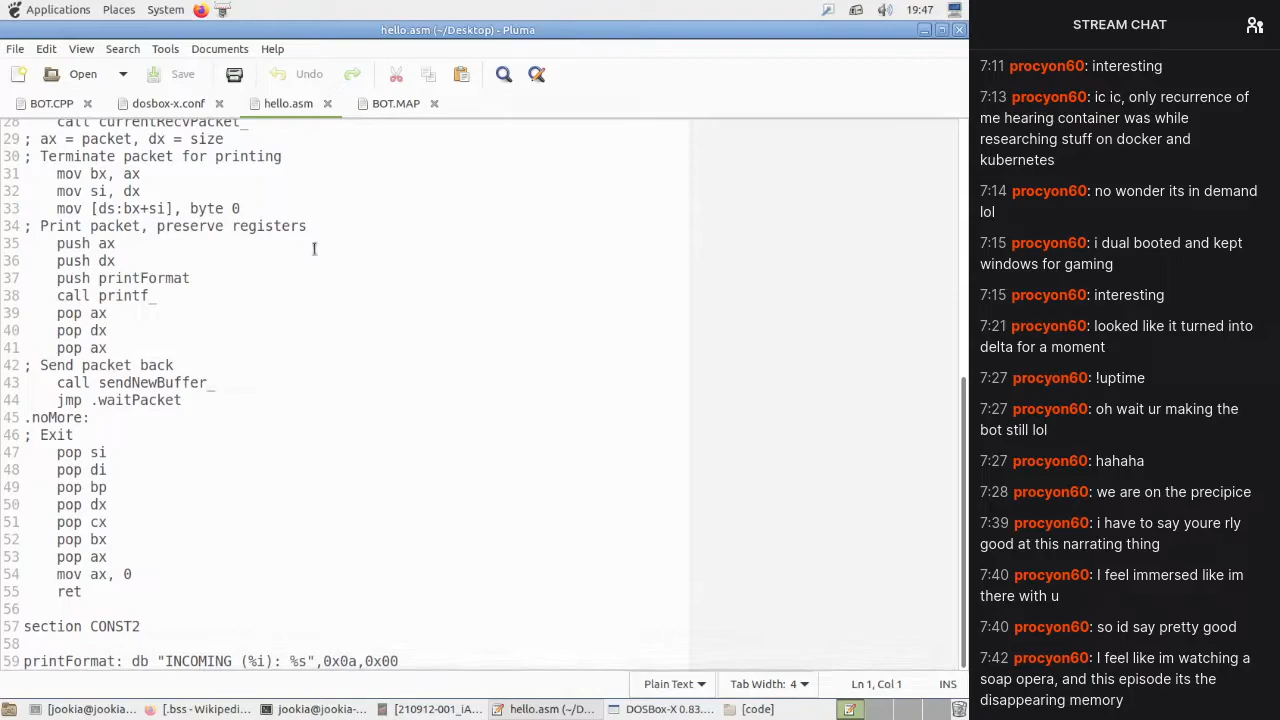 Applications Places System 19:47
hello.asm (~/Desktop) - Pluma
File Edit View Search Tools Documents Help
Open Save Undo
BOT.CPP dosbox-x.conf hello.asm BOT.MAP
28 call currentRecvPacket_
29 ; ax = packet, dx = size
30 ; Terminate packet for printing
31 mov bx, ax
32 mov si, dx
33 mov [ds:bx+si], byte 0
34 ; Print packet, preserve registers
35 push ax
36 push dx
37 push printFormat
38 call printf_
39 pop ax
40 pop dx
41 pop ax
42 ; Send packet back
43 call sendNewBuffer_
44 jmp .waitPacket
45 .noMore:
46 ; Exit
47 pop si
48 pop di
49 pop bp
50 pop dx
51 pop cx
52 pop bx
53 pop ax
54 mov ax, 0
55 ret
56
57 section CONST2
58
59 printFormat: db "INCOMING (%i): %s",0x0a,0x00
Plain Text Tab Width: 4 Ln 1, Col 1 INS
[jookia@jookia... [.bss - Wikipedi... jookia@jookia-... [210912-001_iA... hello.asm (~/D... DOSBox-X 0.83.... [code]
STREAM CHAT
7:11 procyon60: interesting
7:13 procyon60: ic ic, only recurrence of
me hearing container was while
researching stuff on docker and
kubernetes
7:14 procyon60: no wonder its in demand
lol
7:15 procyon60: i dual booted and kept
windows for gaming
7:15 procyon60: interesting
7:21 procyon60: looked like it turned into
delta for a moment
7:27 procyon60: !uptime
7:27 procyon60: oh wait ur making the
bot still lol
7:27 procyon60: hahaha
7:28 procyon60: we are on the precipice
7:39 procyon60: i have to say youre rly
good at this narrating thing
7:40 procyon60: I feel immersed like im
there with u
7:40 procyon60: so id say pretty good
7:42 procyon60: I feel like im watching a
soap opera, and this episode its the
disappearing memory